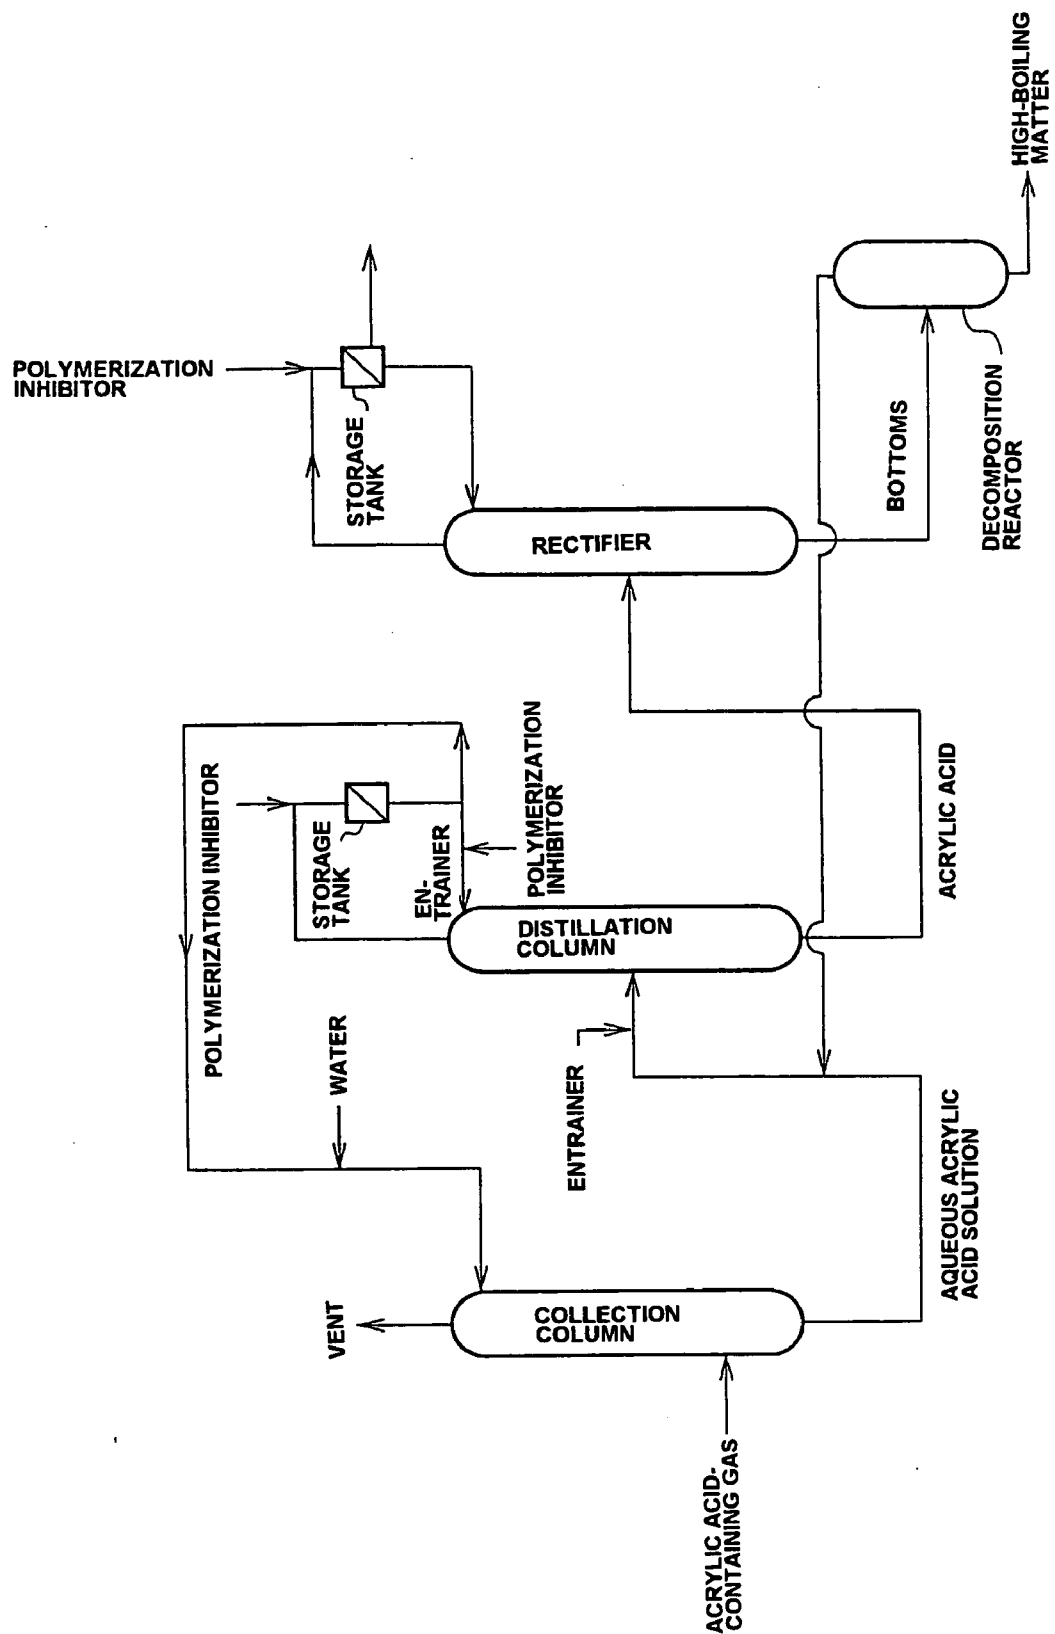 POLYMERIZATION
INHIBITOR
STORAGE
TANK
RECTIFIER
BOTTOMS
DECOMPOSITION
REACTOR
HIGH-BOILING
MATTER
POLYMERIZATION INHIBITOR
STORAGE
TANK
EN-
TRAINER
POLYMERIZATION
INHIBITOR
DISTILLATION
COLUMN
ACRYLIC ACID
WATER
ENTRAINER
VENT
COLLECTION
COLUMN
AQUEOUS ACRYLIC
ACID SOLUTION
ACRYLIC ACID-
CONTAINING GAS